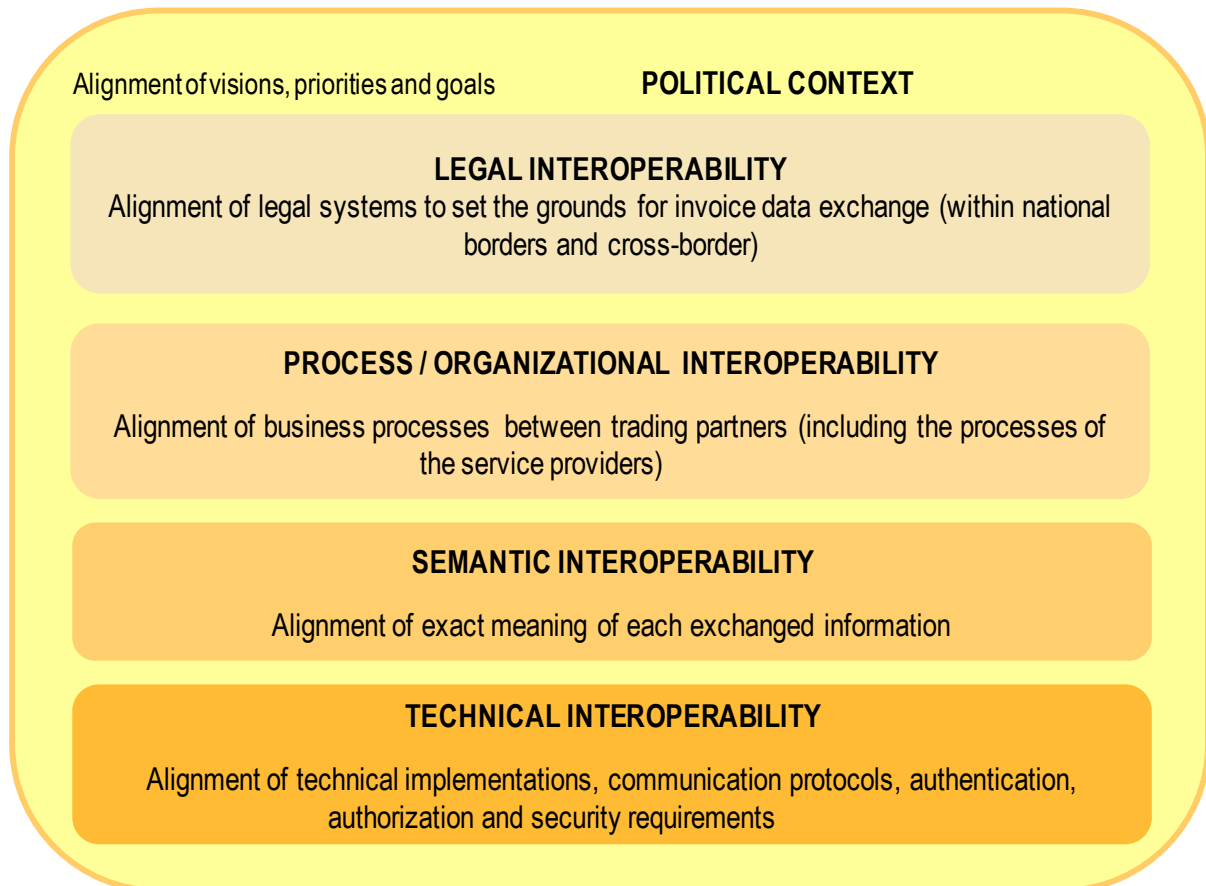 Alignment of visions, priorities and goals POLITICAL CONTEXT
LEGAL INTEROPERABILITY
Alignment of legal systems to set the grounds for invoice data exchange (within national
borders and cross-border)
PROCESS / ORGANIZATIONAL INTEROPERABILITY
Alignment of business processes between trading partners (including the processes of
the service providers)
SEMANTIC INTEROPERABILITY
Alignment of exact meaning of each exchanged information
TECHNICAL INTEROPERABILITY
Alignment of technical implementations, communication protocols, authentication,
authorization and security requirements